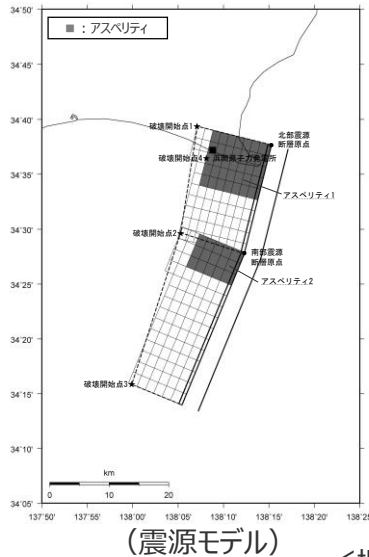 ■ : アスペリティ
34°50'
34°45'
34°40'
34°35'
34°30'
34°25'
34°20'
34°15'
34°10'
34°05'
破壊開始点1
北部震源
断層原点
破壊開始点4
浜岡原子力発電所
アスペリティ1
破壊開始点2
南部震源
断層原点
アスペリティ2
破壊開始点3
km
0 10 20
137°50' 137°55' 138°00' 138°05' 138°10' 138°15' 138°20' 138°25'
(震源モデル)